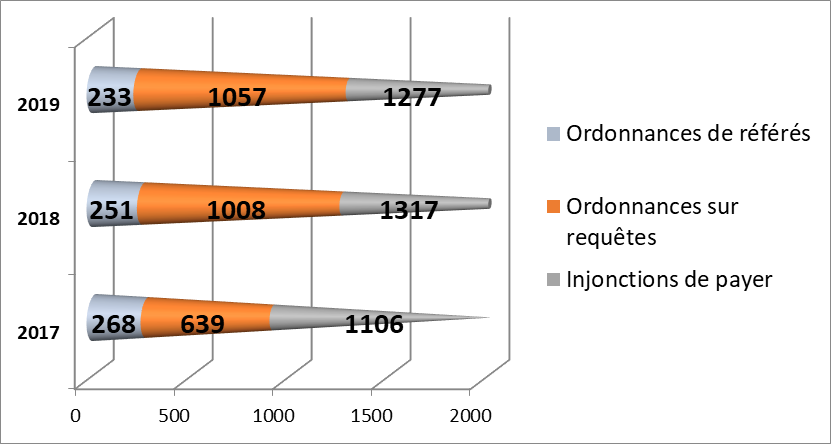 2019
233 1057 1277
2018
251 1008 1317
2017
268 639 1106
0 500 1000 1500 2000
Ordonnances de référés
Ordonnances sur
requêtes
Injonctions de payer